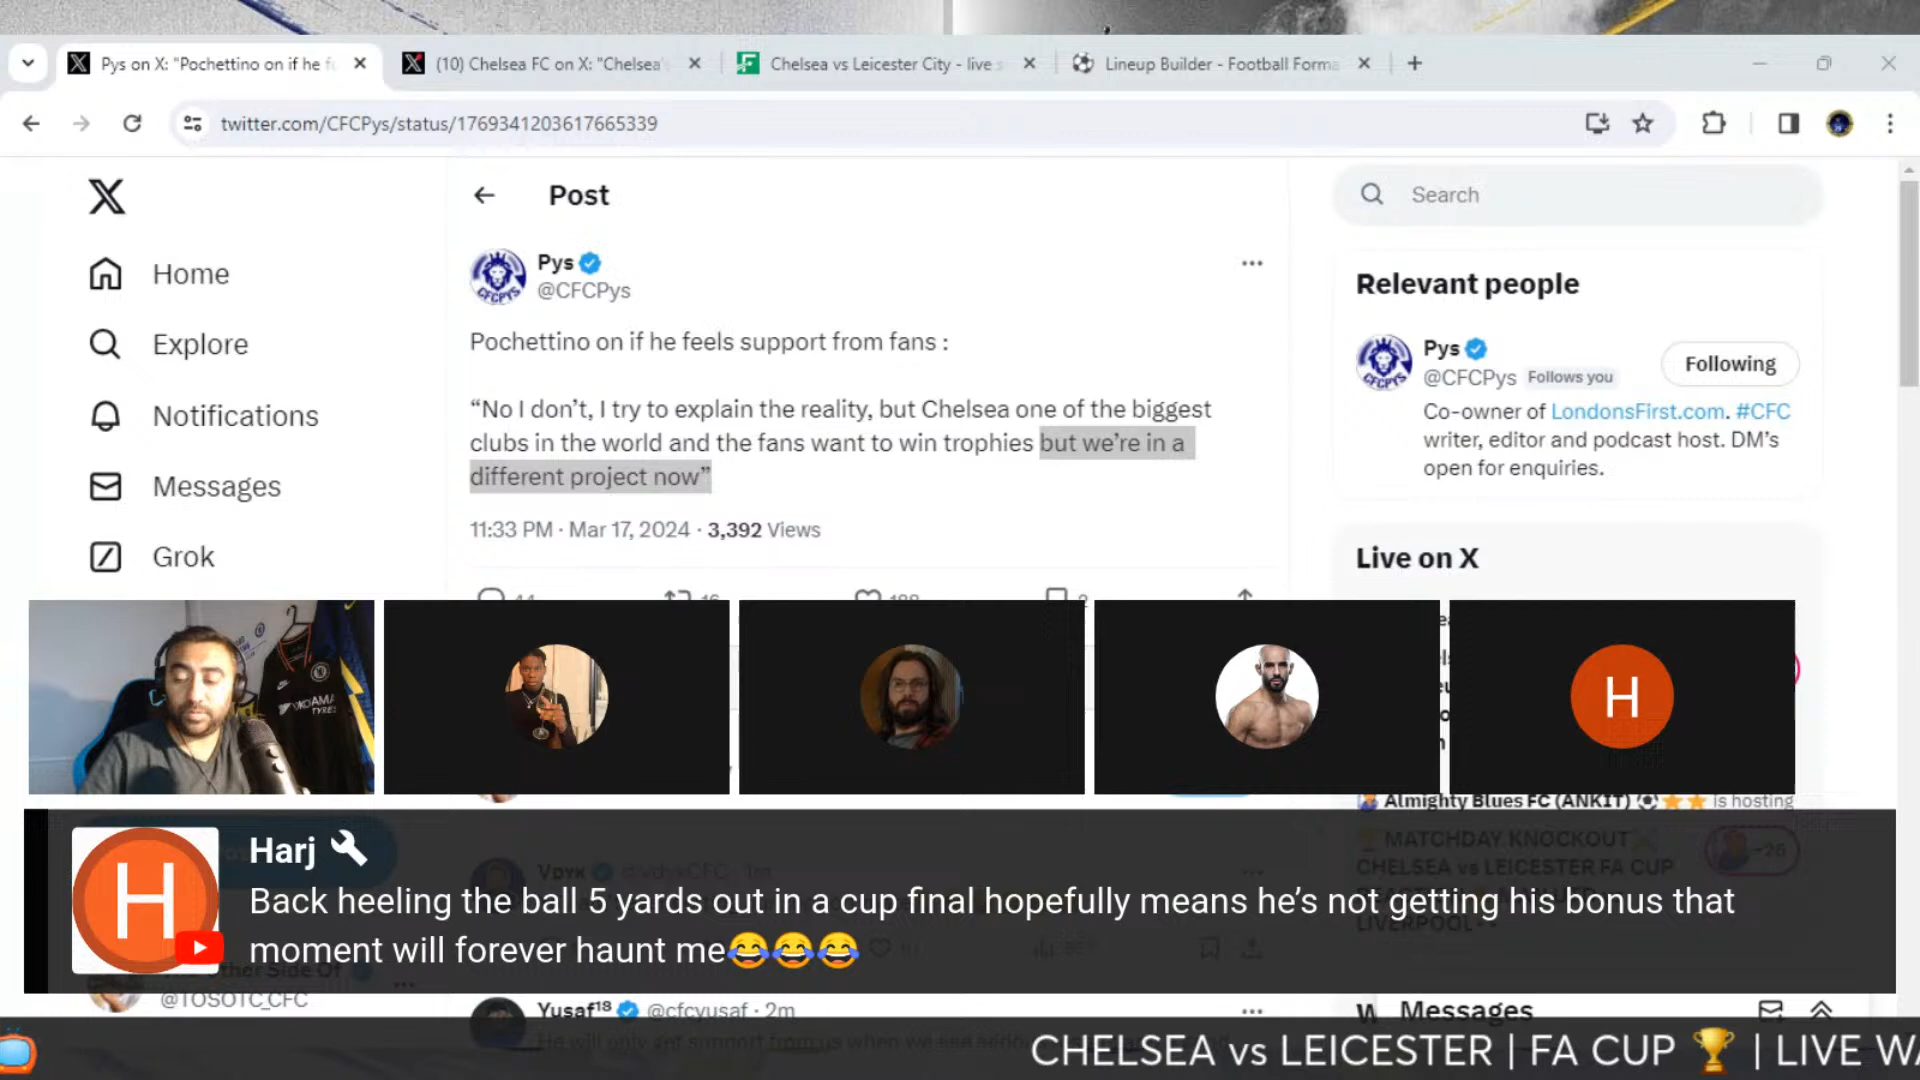 Pys on X: "Pochettino on if he f
(10) Chelsea FC on X: "Chelsea'
Chelsea vs Leicester City - live
Lineup Builder - Football Forma
twitter.com/CFCPys/status/1769341203617665339
Post
Search
Home
Explore
Notifications
Messages
Grok
Pys
@CFCPys
Pochettino on if he feels support from fans :
“No I don’t, I try to explain the reality, but Chelsea one of the biggest
clubs in the world and the fans want to win trophies but we’re in a
different project now”
11:33 PM · Mar 17, 2024 · 3,392 Views
Relevant people
Pys
@CFCPys Follows you
Following
Co-owner of LondonsFirst.com. #CFC
writer, editor and podcast host. DM’s
open for enquiries.
Live on X
YOKOHAMA
TYRES
H
Almighty Blues FC (ANKIT) ⚽⭐⭐ is hosting
MATCHDAY KNOCKOUT
CHELSEA vs LEICESTER FA CUP
LIVERPOOL
+26
H
Harj
Back heeling the ball 5 yards out in a cup final hopefully means he’s not getting his bonus that
moment will forever haunt me😂😂😂
@TOSOTC_CFC
Yusaf¹⁸ @cfcyusaf · 2m
Messages
CHELSEA vs LEICESTER | FA CUP 🏆 | LIVE WA